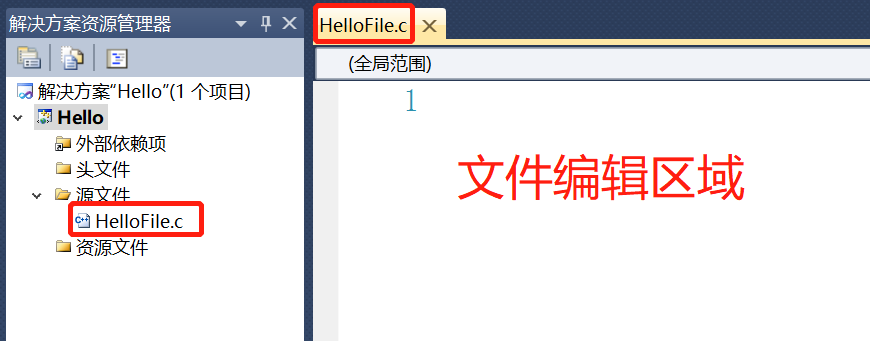 解决方案资源管理器
解决方案"Hello"(1 个项目)
Hello
外部依赖项
头文件
源文件
HelloFile.c
资源文件
HelloFile.c
(全局范围)
1
文件编辑区域